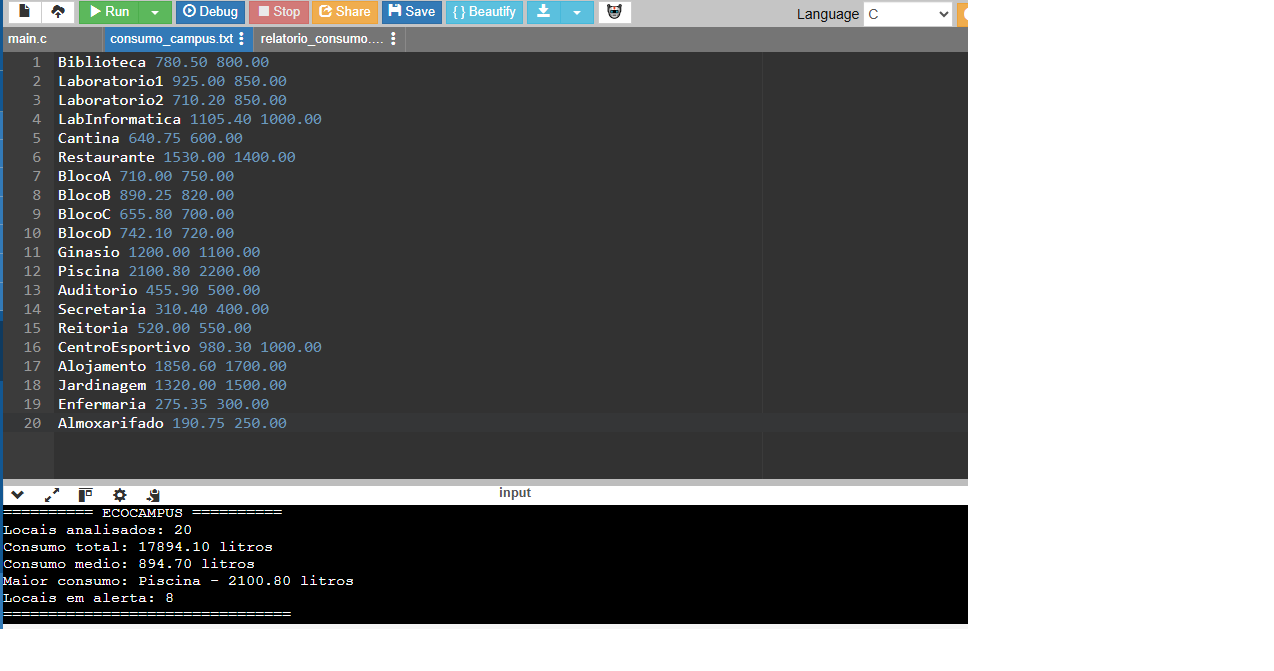 Run Debug Stop Share Save { } Beautify Language C
main.c consumo_campus.txt relatorio_consumo....
1 Biblioteca 780.50 800.00
2 Laboratorio1 925.00 850.00
3 Laboratorio2 710.20 850.00
4 LabInformatica 1105.40 1000.00
5 Cantina 640.75 600.00
6 Restaurante 1530.00 1400.00
7 BlocoA 710.00 750.00
8 BlocoB 890.25 820.00
9 BlocoC 655.80 700.00
10 BlocoD 742.10 720.00
11 Ginasio 1200.00 1100.00
12 Piscina 2100.80 2200.00
13 Auditorio 455.90 500.00
14 Secretaria 310.40 400.00
15 Reitoria 520.00 550.00
16 CentroEsportivo 980.30 1000.00
17 Alojamento 1850.60 1700.00
18 Jardinagem 1320.00 1500.00
19 Enfermaria 275.35 300.00
20 Almoxarifado 190.75 250.00
input
========== ECOCAMPUS ==========
Locais analisados: 20
Consumo total: 17894.10 litros
Consumo medio: 894.70 litros
Maior consumo: Piscina - 2100.80 litros
Locais em alerta: 8
================================